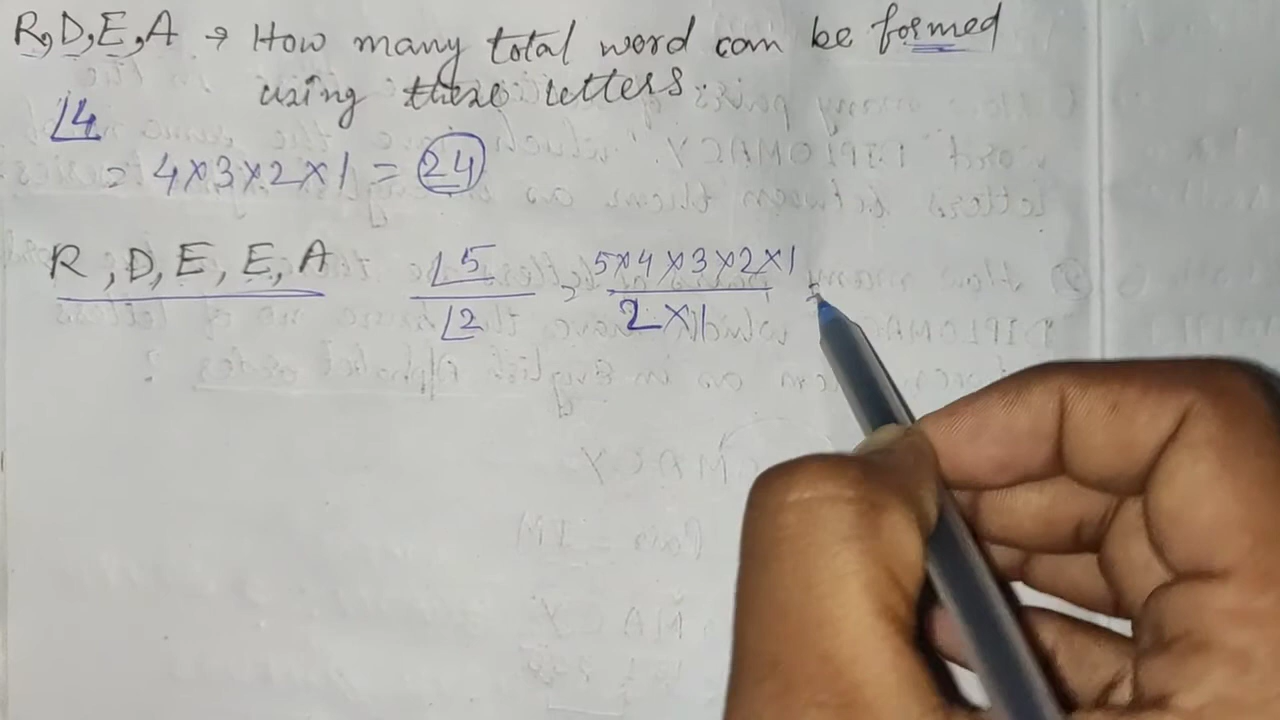 R, D, E, A → How many total word can be formed
using these letters.
∟4
= 4×3×2×1 = 24
R, D, E, E, A ∟5/∟2 = 5×4×3×2×1/2×1 =